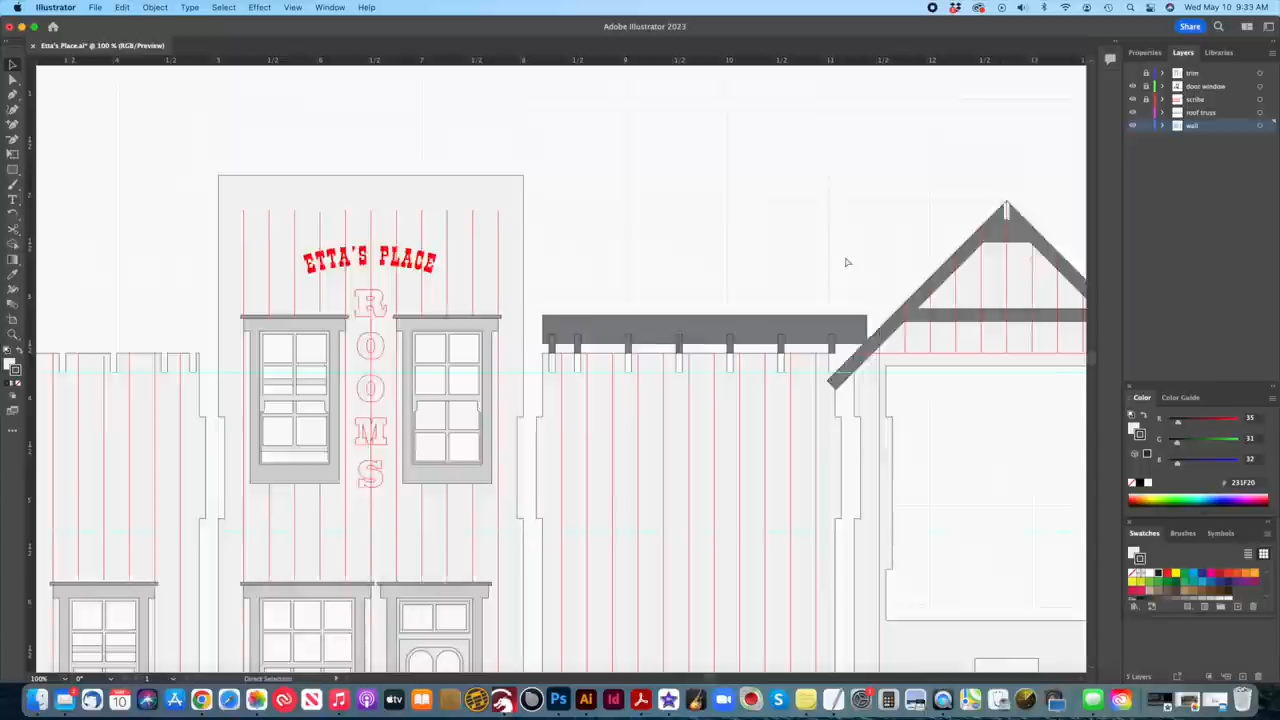 Illustrator File Edit Object Type Select Effect View Window Help
Wed May 10 9:33 AM
Adobe Illustrator 2023
Share
Etta's Place.ai* @ 100 % (RGB/Preview)
Properties Layers Libraries
trim
door window
scribe
roof truss
wall
ETTA'S PLACE
R
O
O
M
S
Color Color Guide
R 35
G 31
B 32
# 231F20
Swatches Brushes Symbols
100% 0° 1 Direct Selection
5 Layers